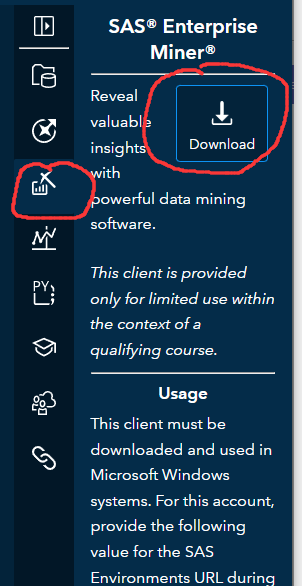 SAS® Enterprise
Miner®
Reveal
valuable
insights
with
powerful data mining
software.
Download
This client is provided
only for limited use within
the context of a
qualifying course.
Usage
This client must be
downloaded and used in
Microsoft Windows
systems. For this account,
provide the following
value for the SAS
Environments URL during
PY